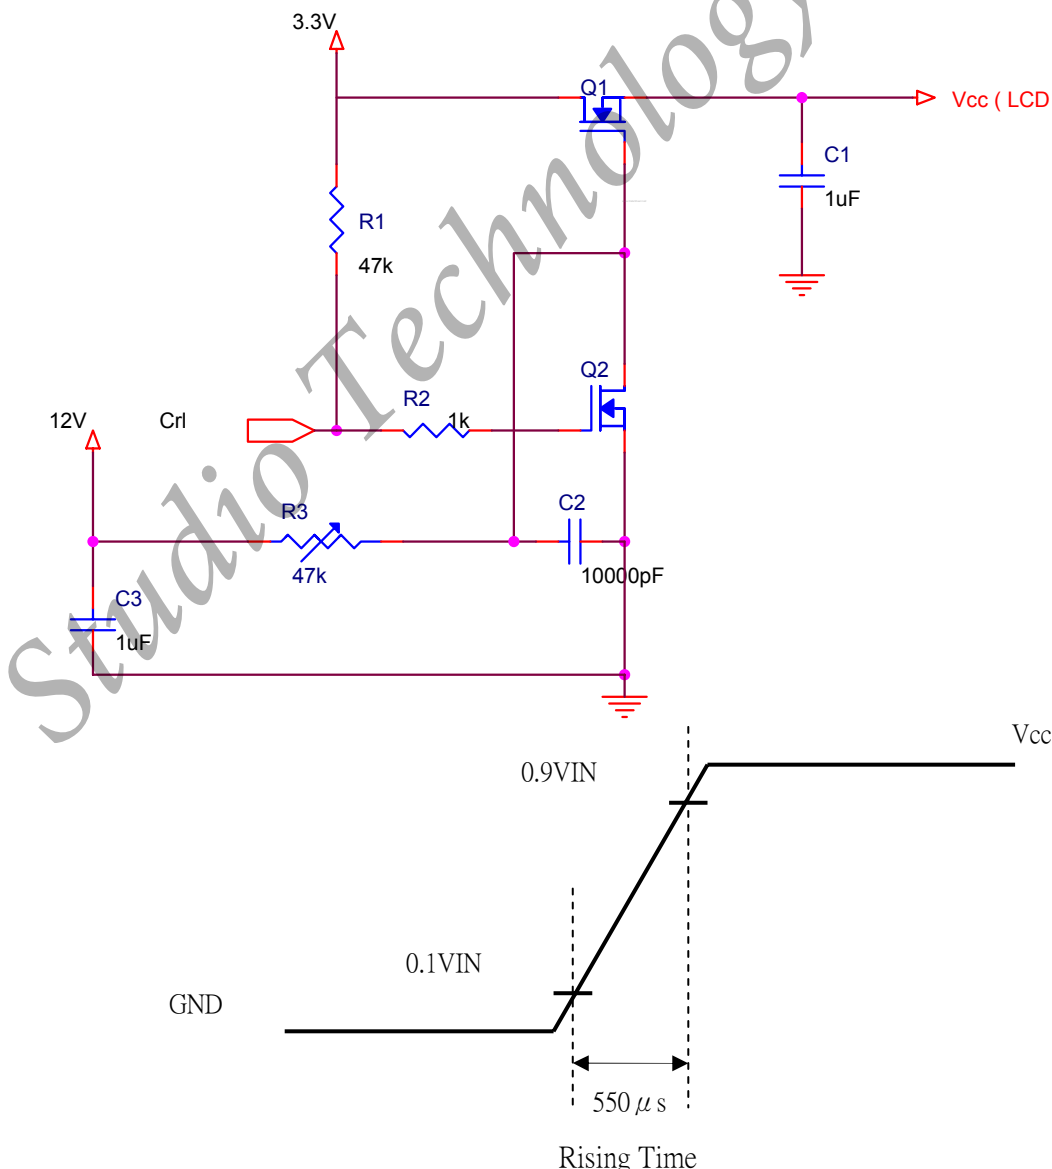 3.3V
Q1
Vcc ( LCD
C1
1uF
R1
47k
Q2
R2
1k
12V
Crl
R3
47k
C2
10000pF
C3
1uF
Studio Technology
Vcc
0.9VIN
0.1VIN
GND
550 μ s
Rising Time